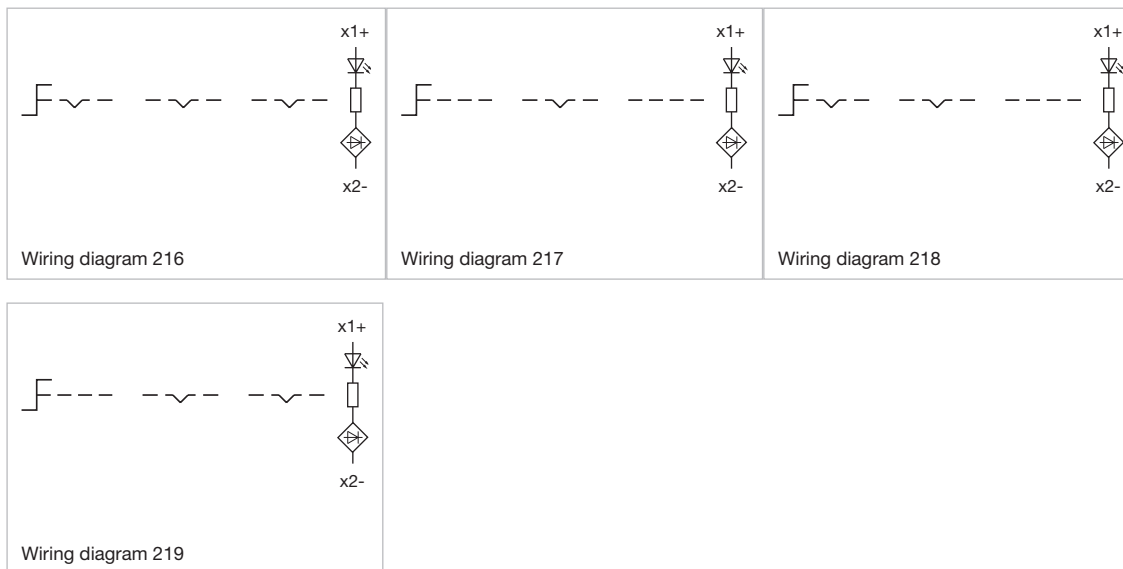 x1+
x2-
Wiring diagram 216
x1+
x2-
Wiring diagram 217
x1+
x2-
Wiring diagram 218
x1+
x2-
Wiring diagram 219